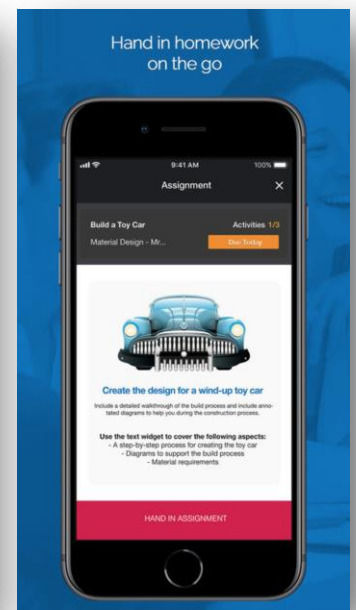 Hand in homework
on the go
9:41 AM 100%
Assignment
Build a Toy Car Activities 1/3
Material Design - Mr... Due Today
Create the design for a wind-up toy car
Include a detailed walkthrough of the build process and include anno-
tated diagrams to help you during the construction process.
Use the text widget to cover the following aspects:
- A step-by-step process for creating the toy car
- Diagrams to support the build process
- Material requirements
HAND IN ASSIGNMENT